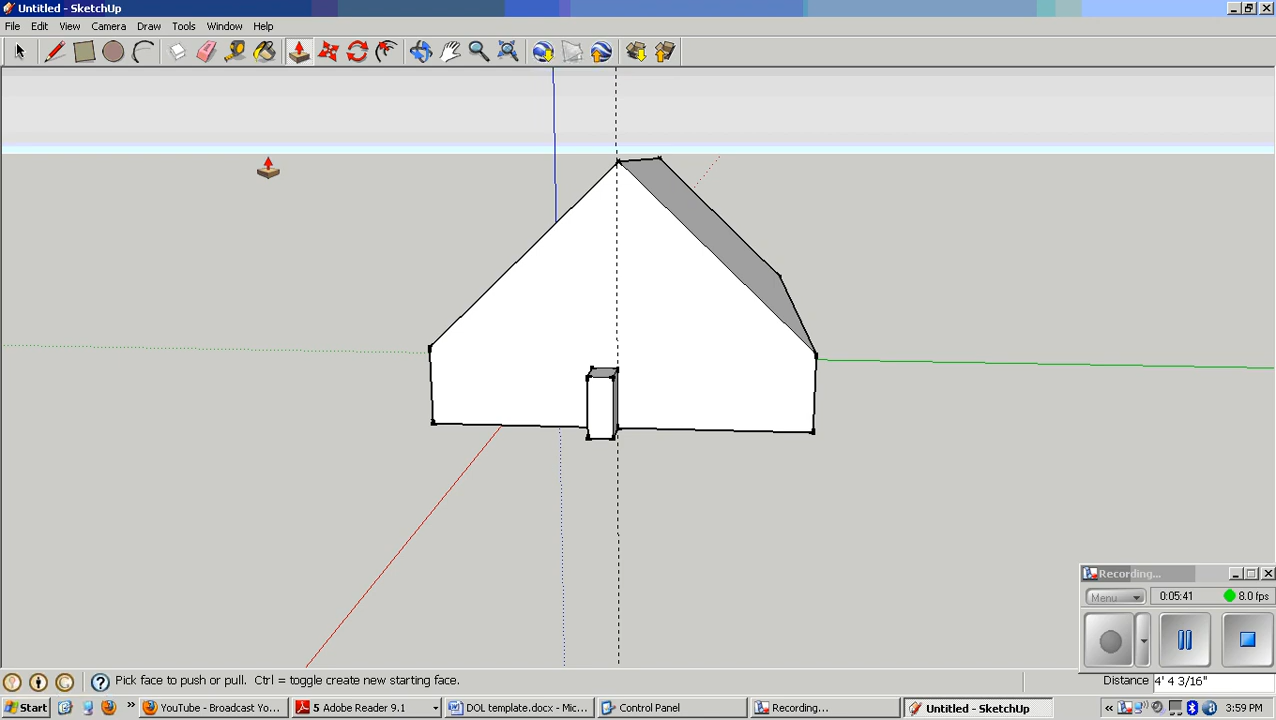 Untitled - SketchUp
File Edit View Camera Draw Tools Window Help
Recording...
Menu 0:05:41 8.0 fps
Pick face to push or pull. Ctrl = toggle create new starting face. Distance 4' 4 3/16"
Start YouTube - Broadcast Yo... 5 Adobe Reader 9.1 DOL template.docx - Mic... Control Panel Recording... Untitled - SketchUp 3:59 PM